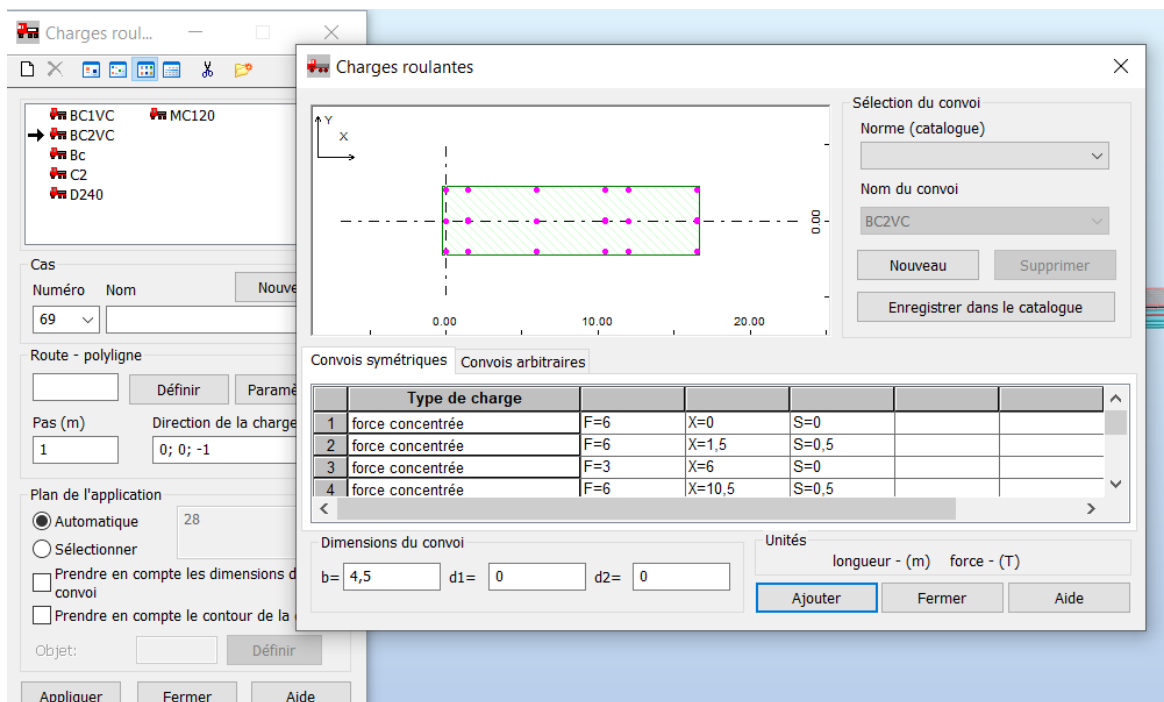 Charges roul...
BC1VC MC120
BC2VC
Bc
C2
D240
Cas
Numéro Nom Nouve
69
Route - polyligne
Définir Paramè
Pas (m) Direction de la charge
1 0; 0; -1
Plan de l'application
Automatique 28
Sélectionner
Prendre en compte les dimensions d
convoi
Prendre en compte le contour de la
Objet: Définir
Appliquer Fermer Aide
Charges roulantes
Y
X
0.00
0.00 10.00 20.00
Sélection du convoi
Norme (catalogue)
Nom du convoi
BC2VC
Nouveau Supprimer
Enregistrer dans le catalogue
Convois symétriques Convois arbitraires
Type de charge
1 force concentrée F=6 X=0 S=0
2 force concentrée F=6 X=1,5 S=0,5
3 force concentrée F=3 X=6 S=0
4 force concentrée F=6 X=10,5 S=0,5
Dimensions du convoi
b= 4,5 d1= 0 d2= 0
Unités
longueur - (m) force - (T)
Ajouter Fermer Aide